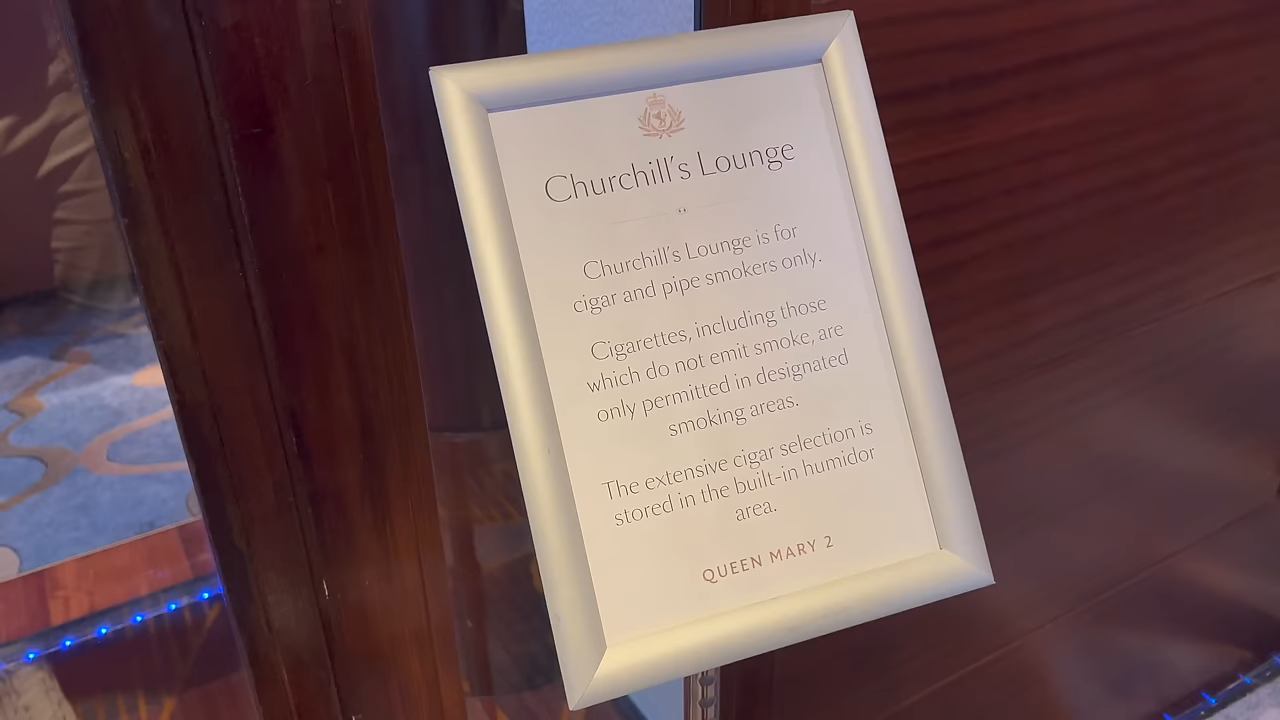 Churchill's Lounge
Churchill's Lounge is for
cigar and pipe smokers only.
Cigarettes, including those
which do not emit smoke, are
only permitted in designated
smoking areas.
The extensive cigar selection is
stored in the built-in humidor
area.
QUEEN MARY 2